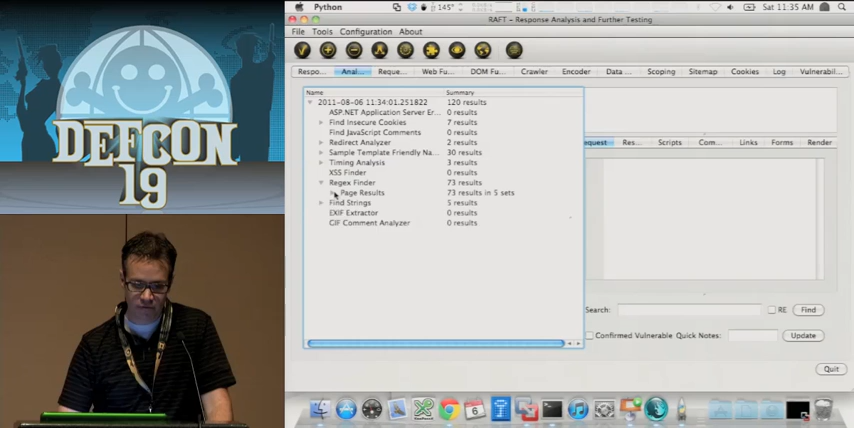 Python
145°
Sat 11:35 AM
RAFT - Response Analysis and Further Testing
File Tools Configuration About
Respo... Anal... Reque... Web Fu... DOM Fu... Crawler Encoder Data ... Scoping Sitemap Cookies Log Vulnerabil...
Name Summary
2011-08-06 11:34:01.251822 120 results
ASP.NET Application Server Er... 0 results
Find Insecure Cookies 7 results
Find JavaScript Comments 0 results
Redirect Analyzer 2 results
Sample Template Friendly Na... 30 results
Timing Analysis 3 results
XSS Finder 0 results
Regex Finder 73 results
Page Results 73 results in 5 sets
Find Strings 5 results
EXIF Extractor 0 results
CIF Comment Analyzer 0 results
equest Res... Scripts Com... Links Forms Render
Search: RE Find
Confirmed Vulnerable Quick Notes: Update
Quit
6
DEFCON
19